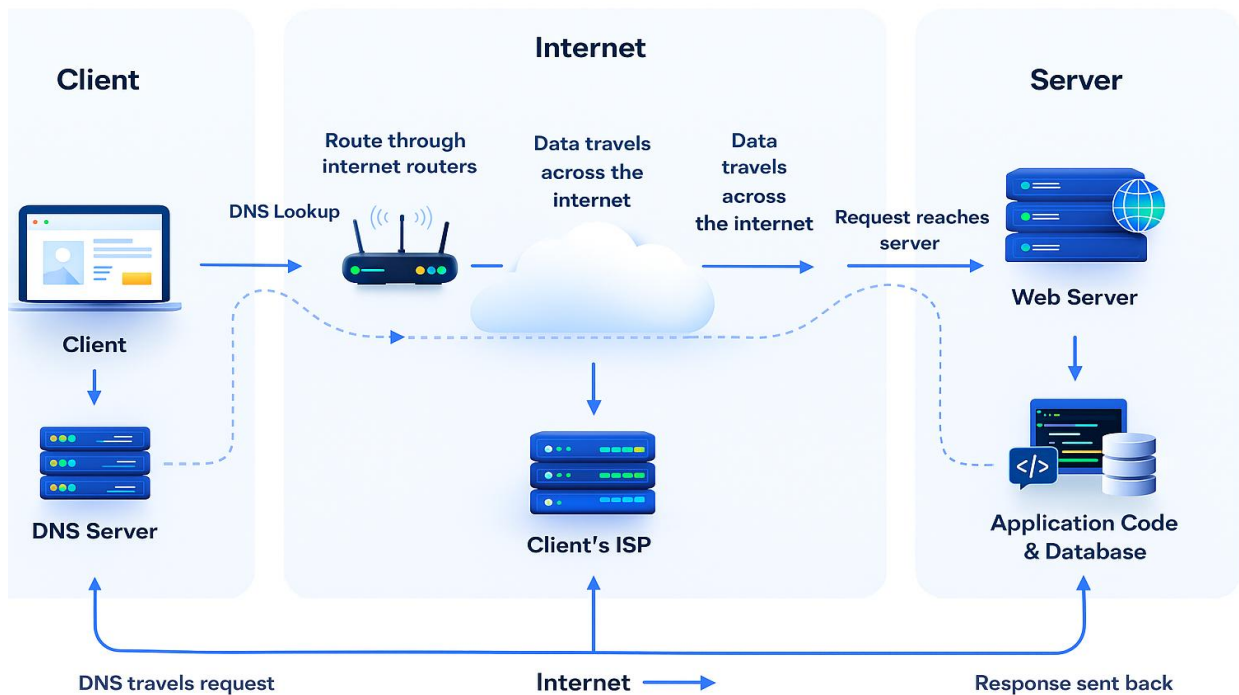 Client
Internet
Server
Route through
internet routers
Data travels
across the
internet
Data
travels
across
the internet
DNS Lookup
Request reaches
server
Client
Web Server
</>
DNS Server
Client's ISP
Application Code
& Database
DNS travels request
Internet
Response sent back